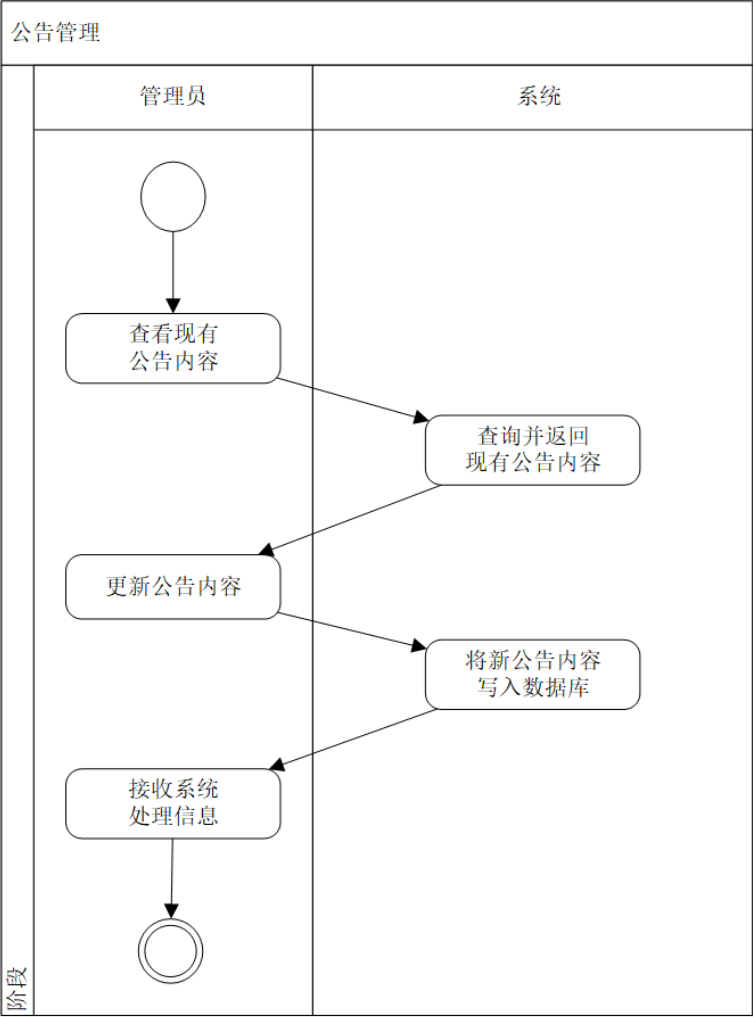 公告管理
管理员
系统
查看现有
公告内容
查询并返回
现有公告内容
更新公告内容
将新公告内容
写入数据库
接收系统
处理信息
阶段